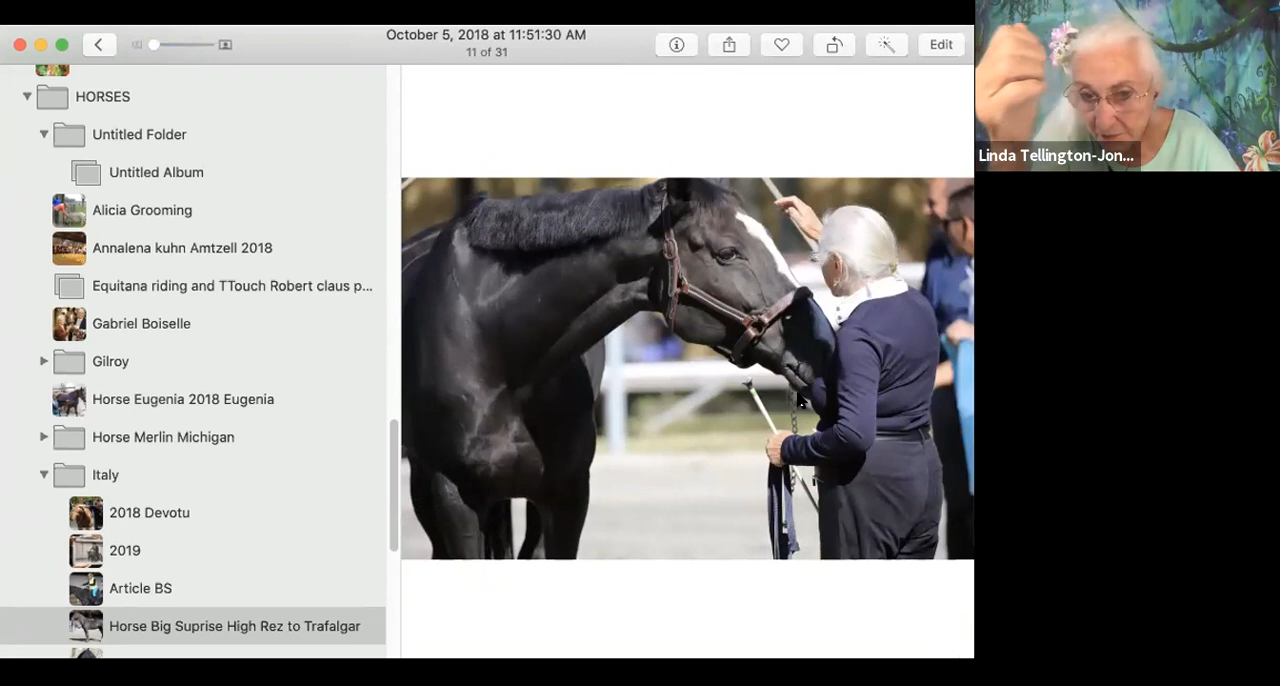 October 5, 2018 at 11:51:30 AM
11 of 31
Edit
HORSES
Untitled Folder
Untitled Album
Alicia Grooming
Annalena kuhn Amtzell 2018
Equitana riding and TTouch Robert claus p...
Gabriel Boiselle
Gilroy
Horse Eugenia 2018 Eugenia
Horse Merlin Michigan
Italy
2018 Devotu
2019
Article BS
Horse Big Suprise High Rez to Trafalgar
Linda Tellington-Jon...